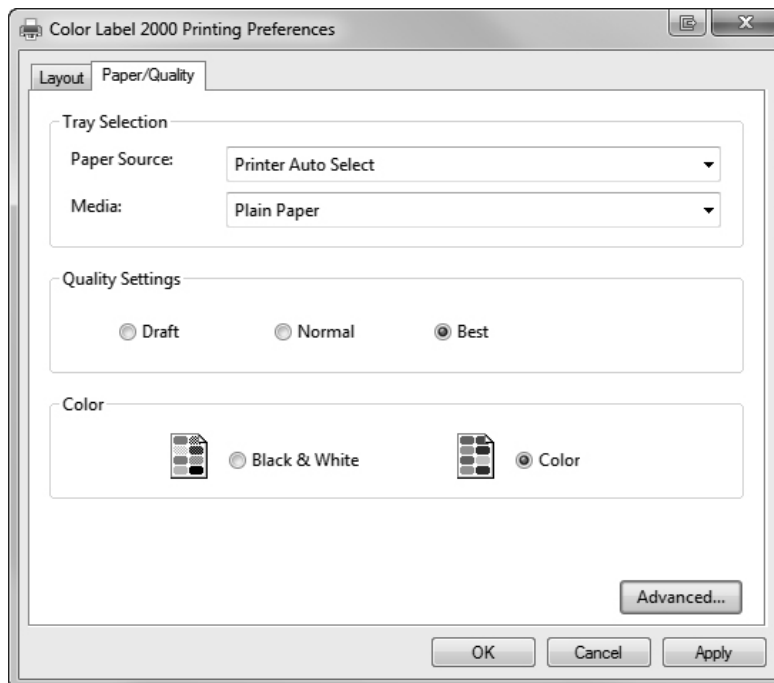 Color Label 2000 Printing Preferences
Layout
Paper/Quality
Tray Selection
Paper Source:
Printer Auto Select
Media:
Plain Paper
Quality Settings
Draft
Normal
Best
Color
Black & White
Color
Advanced...
OK
Cancel
Apply